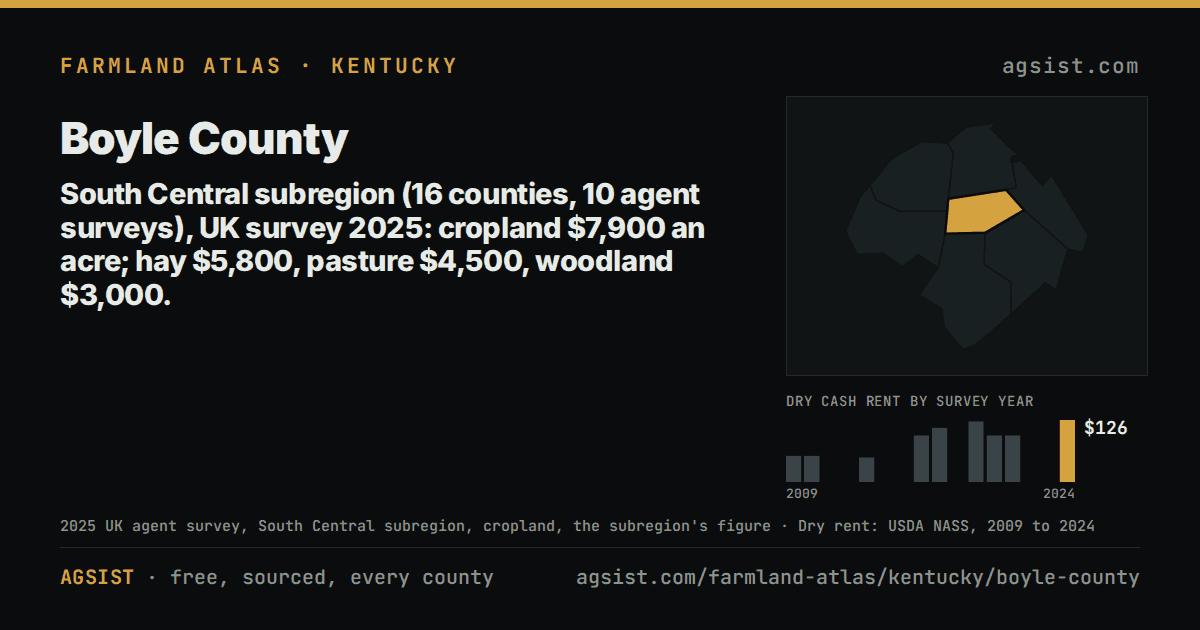 FARMLAND ATLAS · KENTUCKY
agsist.com
Boyle County
South Central subregion (16 counties, 10 agent
surveys), UK survey 2025: cropland $7,900 an
acre; hay $5,800, pasture $4,500, woodland
$3,000.
DRY CASH RENT BY SURVEY YEAR
$126
2009
2024
2025 UK agent survey, South Central subregion, cropland, the subregion's figure · Dry rent: USDA NASS, 2009 to 2024
AGSIST · free, sourced, every county
agsist.com/farmland-atlas/kentucky/boyle-county